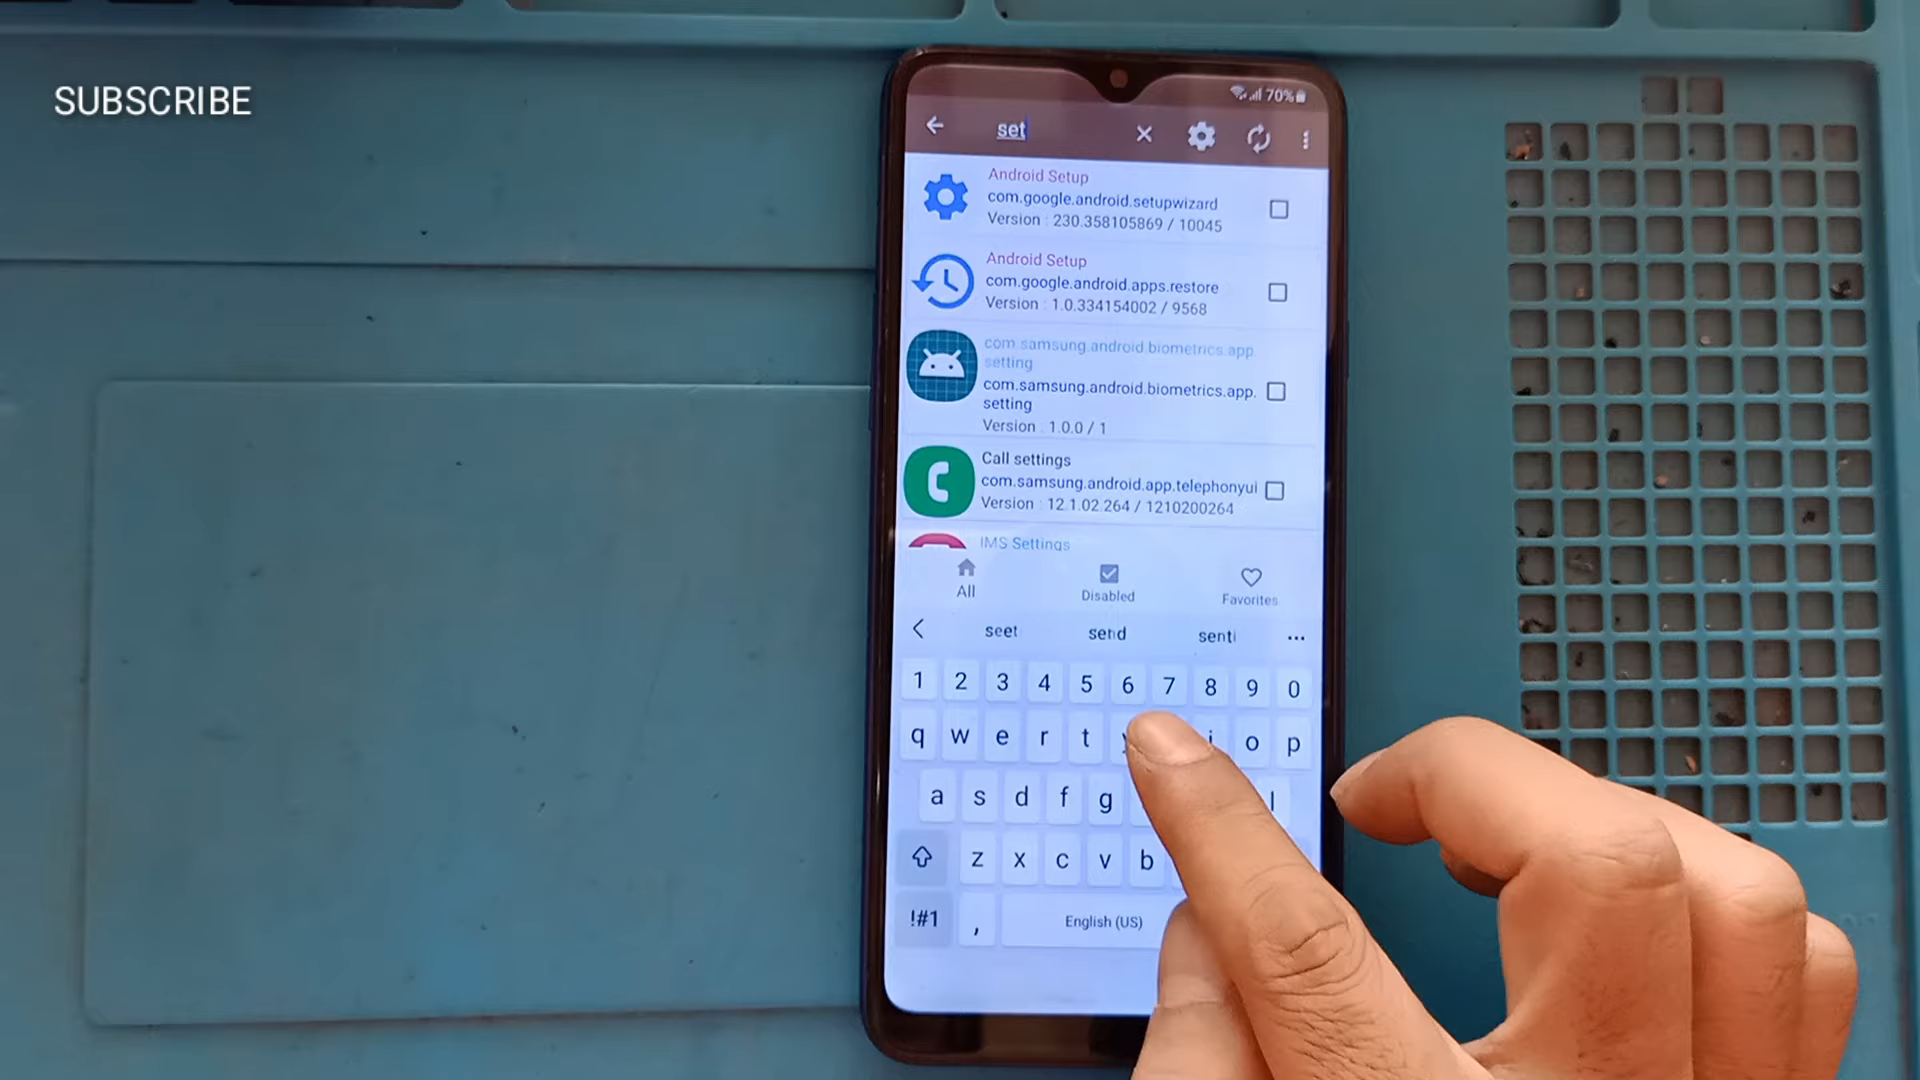 SUBSCRIBE
70%
set
Android Setup
com.google.android.setupwizard
Version : 230.358105869 / 10045
Android Setup
com.google.android.apps.restore
Version : 1.0.334154002 / 9568
com.samsung.android.biometrics.app.
setting
com.samsung.android.biometrics.app.
setting
Version : 1.0.0 / 1
Call settings
com.samsung.android.app.telephonyui
Version : 12.1.02.264 / 1210200264
IMS Settings
All Disabled Favorites
seet send senti ...
1 2 3 4 5 6 7 8 9 0
q w e r t o p
a s d f g l
z x c v b
!#1 , English (US)